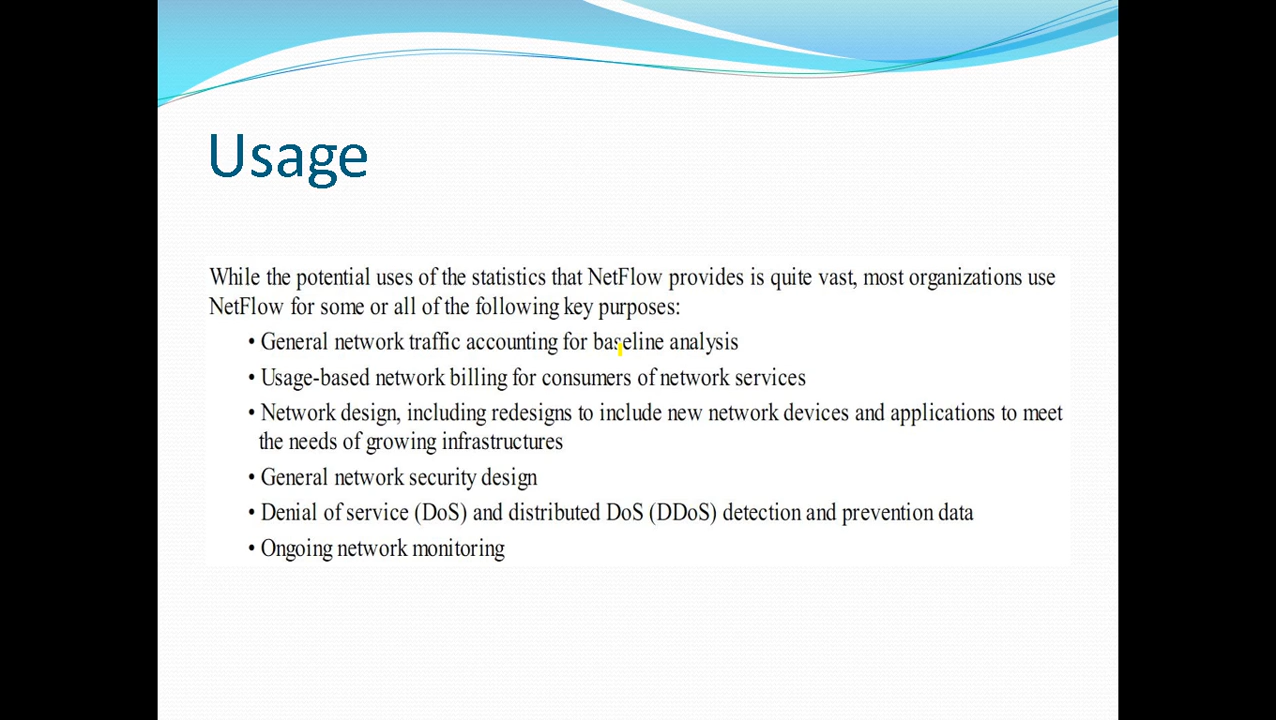 Usage
While the potential uses of the statistics that NetFlow provides is quite vast, most organizations use
NetFlow for some or all of the following key purposes:
• General network traffic accounting for baseline analysis
• Usage-based network billing for consumers of network services
• Network design, including redesigns to include new network devices and applications to meet
the needs of growing infrastructures
• General network security design
• Denial of service (DoS) and distributed DoS (DDoS) detection and prevention data
• Ongoing network monitoring